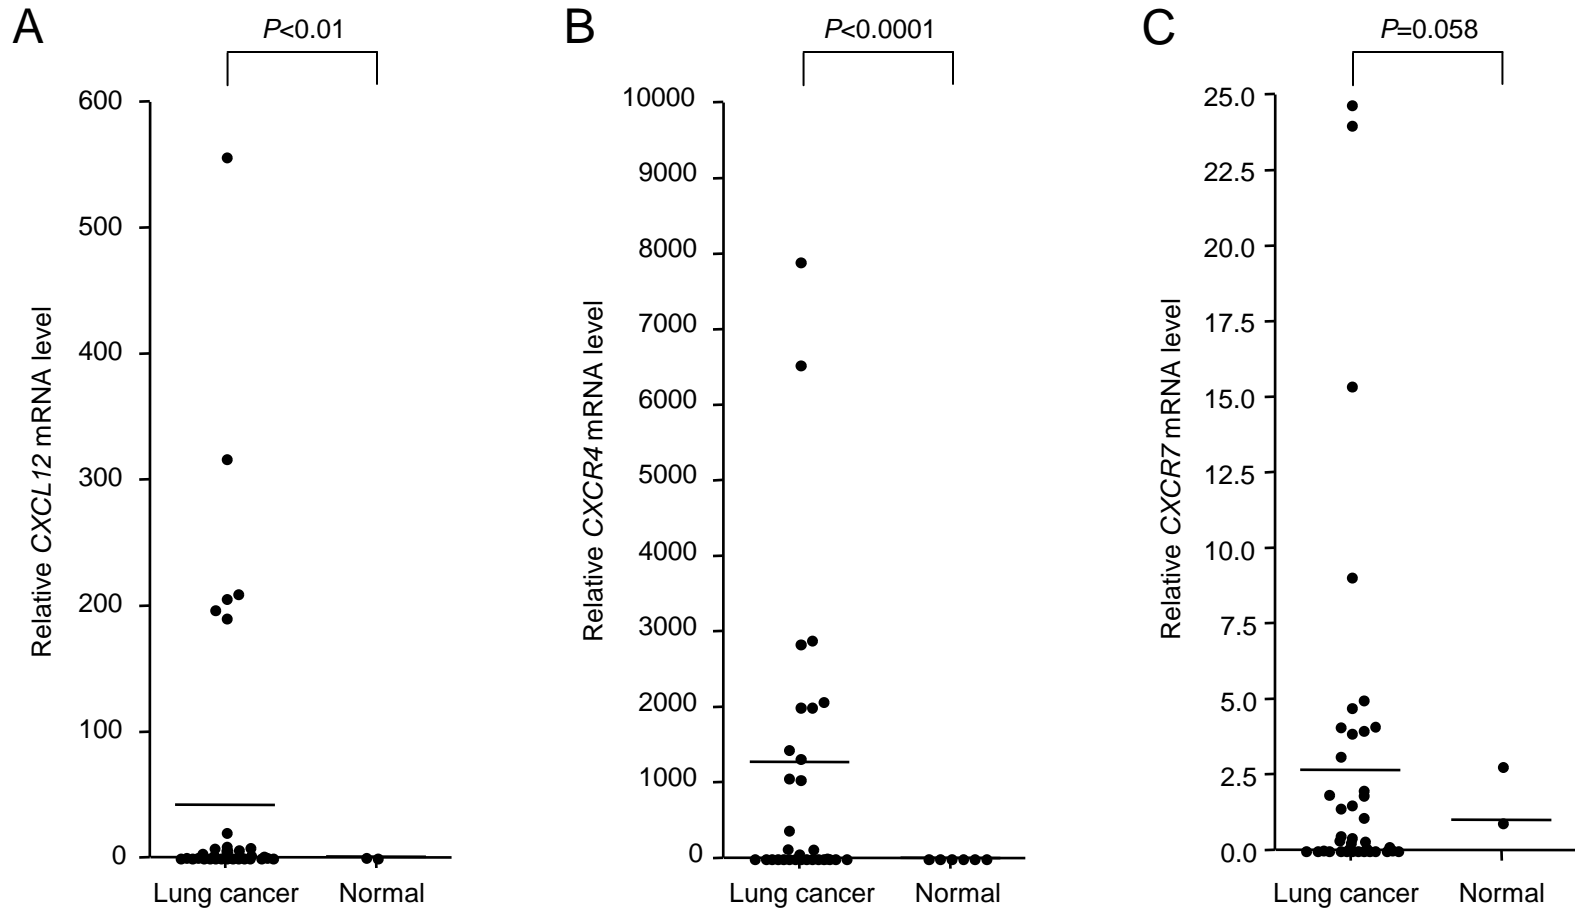 A
P<0.01
Relative CXCL12 mRNA level
600
500
400
300
200
100
0
Lung cancer
Normal
B
P<0.0001
Relative CXCR4 mRNA level
10000
9000
8000
7000
6000
5000
4000
3000
2000
1000
0
Lung cancer
Normal
C
P=0.058
Relative CXCR7 mRNA level
25.0
22.5
20.0
17.5
15.0
12.5
10.0
7.5
5.0
2.5
0.0
Lung cancer
Normal